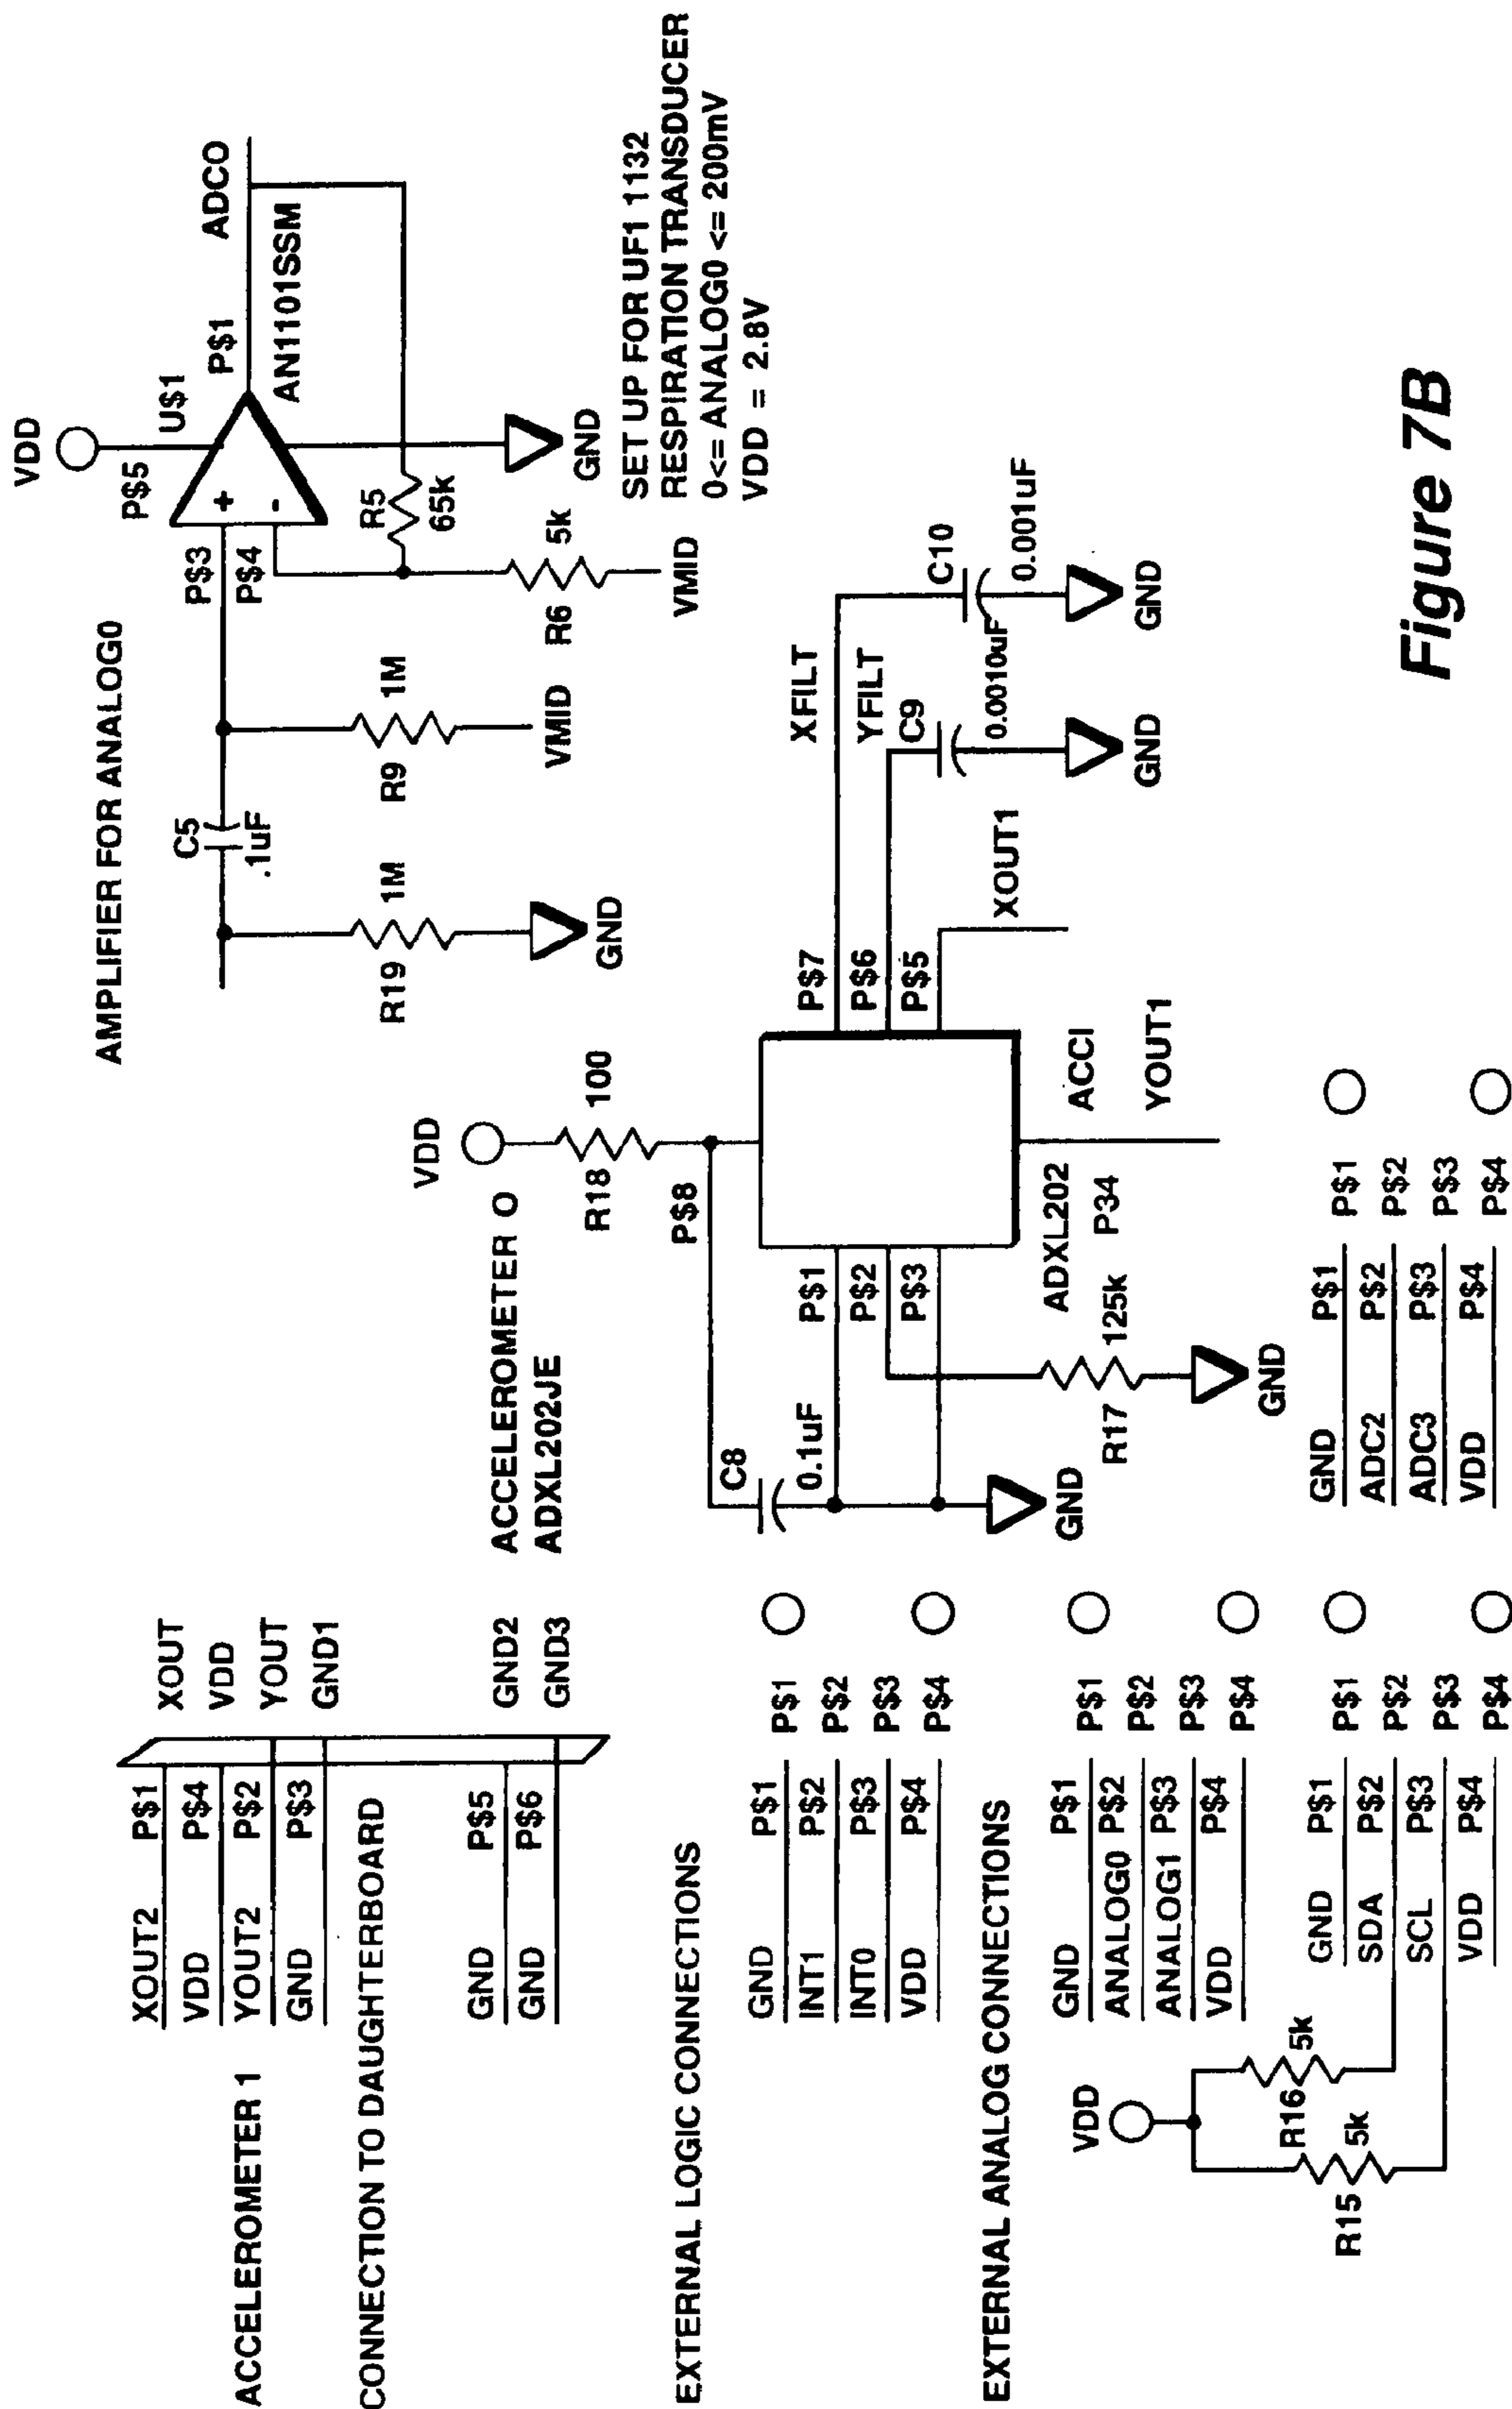 ACCELEROMETER 1
CONNECTION TO DAUGHTERBOARD
XOUT2 P$1 XOUT
VDD P$4 VDD
YOUT2 P$2 YOUT
GND P$3 GND1
GND P$5 GND2
GND P$6 GND3
EXTERNAL LOGIC CONNECTIONS
GND P$1 P$1
INT1 P$2 P$2
INT0 P$3 P$3
VDD P$4 P$4
EXTERNAL ANALOG CONNECTIONS
GND P$1 P$1
ANALOG0 P$2 P$2
ANALOG1 P$3 P$3
VDD P$4 P$4
VDD
R16 5k
R15 5k
GND P$1 P$1
SDA P$2 P$2
SCL P$3 P$3
VDD P$4 P$4
GND P$1 P$1
ADC2 P$2 P$2
ADC3 P$3 P$3
VDD P$4 P$4
ACCELEROMETER O
ADXL202JE
VDD
R18 100
P$8
C8
0.1uF
P$1
P$2
P$3
GND
R17 125k
GND
ADXL202
P34
ACCI
YOUT1
P$7
P$6
P$5
XOUT1
XFILT
YFILT
C9
0.0010uF
GND
C10
0.001uF
GND
AMPLIFIER FOR ANALOG0
C5
.1uF
R19 1M
GND
R9 1M
VMID
P$3
P$4
+
-
VDD
P$5
U$1
P$1
ADCO
AN1101SSM
R5
65k
R6 5k
VMID
GND
SET UP FOR UF1 1132
RESPIRATION TRANSDUCER
0<= ANALOG0 <= 200mV
VDD = 2.8V
Figure 7B